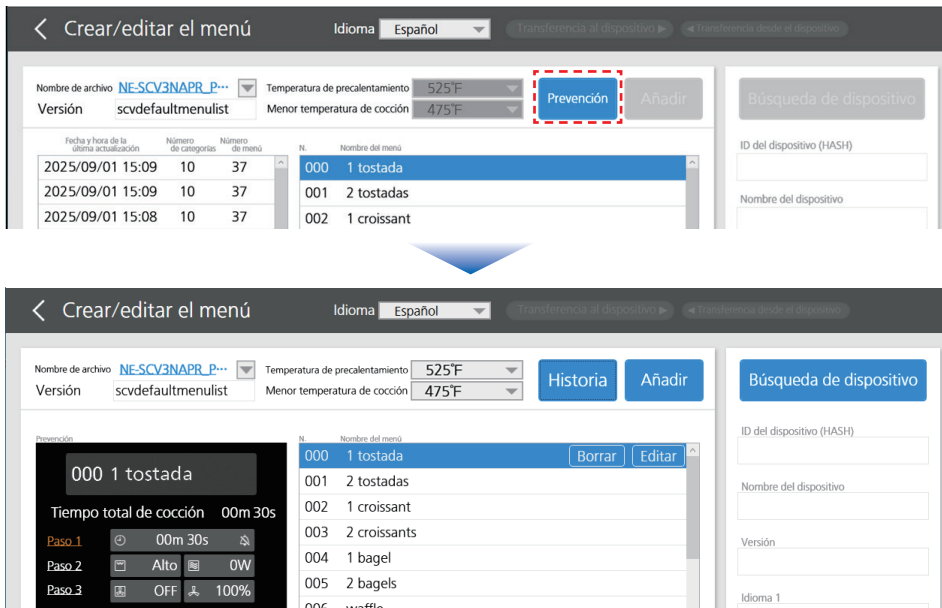 Crear/editar el menú Idioma Español Transferencia al dispositivo ▶ ◀ Transferencia desde el dispositivo
Nombre de archivo NE-SCV3NAPR_P··· Temperatura de precalentamiento 525°F
Versión scvdefaultmenulist Menor temperatura de cocción 475°F
Prevención Añadir Búsqueda de dispositivo
Fecha y hora de la última actualización Número de categorías Número de menú N. Nombre del menú ID del dispositivo (HASH)
2025/09/01 15:09 10 37 000 1 tostada
2025/09/01 15:09 10 37 001 2 tostadas Nombre del dispositivo
2025/09/01 15:08 10 37 002 1 croissant
Crear/editar el menú Idioma Español Transferencia al dispositivo ▶ ◀ Transferencia desde el dispositivo
Nombre de archivo NE-SCV3NAPR_P··· Temperatura de precalentamiento 525°F
Versión scvdefaultmenulist Menor temperatura de cocción 475°F
Historia Añadir Búsqueda de dispositivo
Prevención N. Nombre del menú ID del dispositivo (HASH)
000 1 tostada Borrar Editar
000 1 tostada
001 2 tostadas Nombre del dispositivo
Tiempo total de cocción 00m 30s
002 1 croissant
Paso 1 00m 30s
003 2 croissants Versión
Paso 2 Alto 0W
004 1 bagel
Paso 3 OFF 100%
005 2 bagels Idioma 1
006 waffle